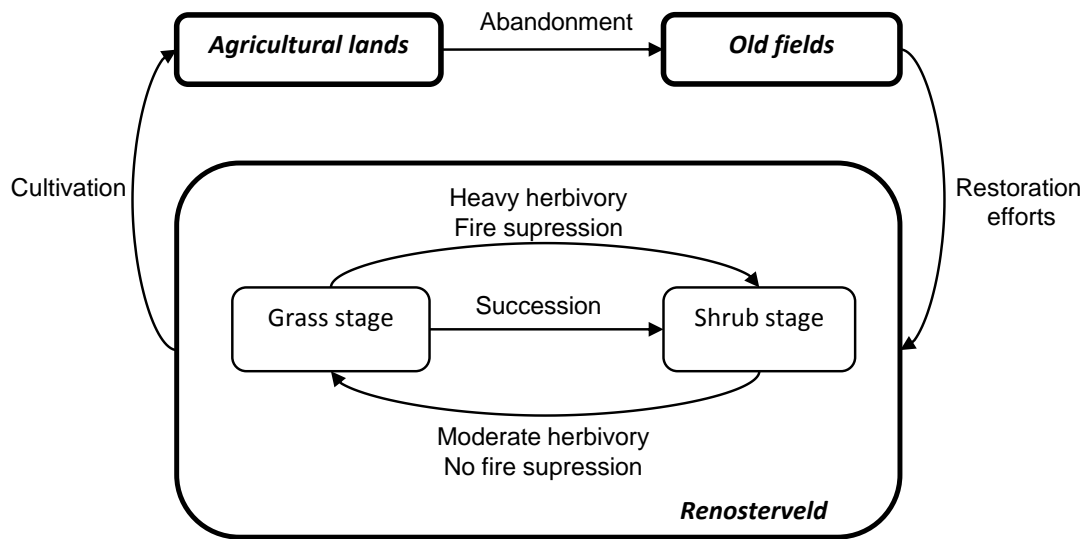 Abandonment
Agricultural lands
Old fields
Cultivation
Restoration
efforts
Heavy herbivory
Fire supression
Grass stage
Succession
Shrub stage
Moderate herbivory
No fire supression
Renosterveld